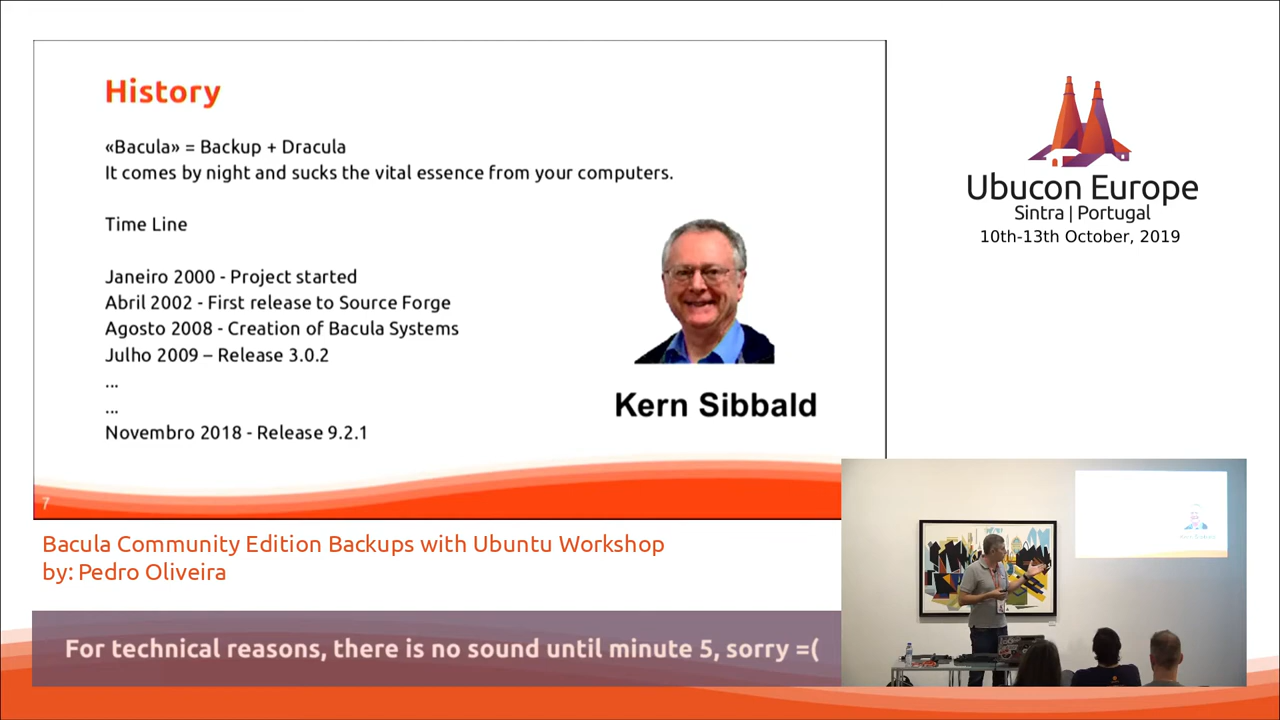 History
«Bacula» = Backup + Dracula
It comes by night and sucks the vital essence from your computers.
Time Line
Janeiro 2000 - Project started
Abril 2002 - First release to Source Forge
Agosto 2008 - Creation of Bacula Systems
Julho 2009 – Release 3.0.2
...
...
Novembro 2018 - Release 9.2.1
Kern Sibbald
7
Ubucon Europe
Sintra | Portugal
10th-13th October, 2019
Bacula Community Edition Backups with Ubuntu Workshop
by: Pedro Oliveira
For technical reasons, there is no sound until minute 5, sorry =(
Kern Sibbald